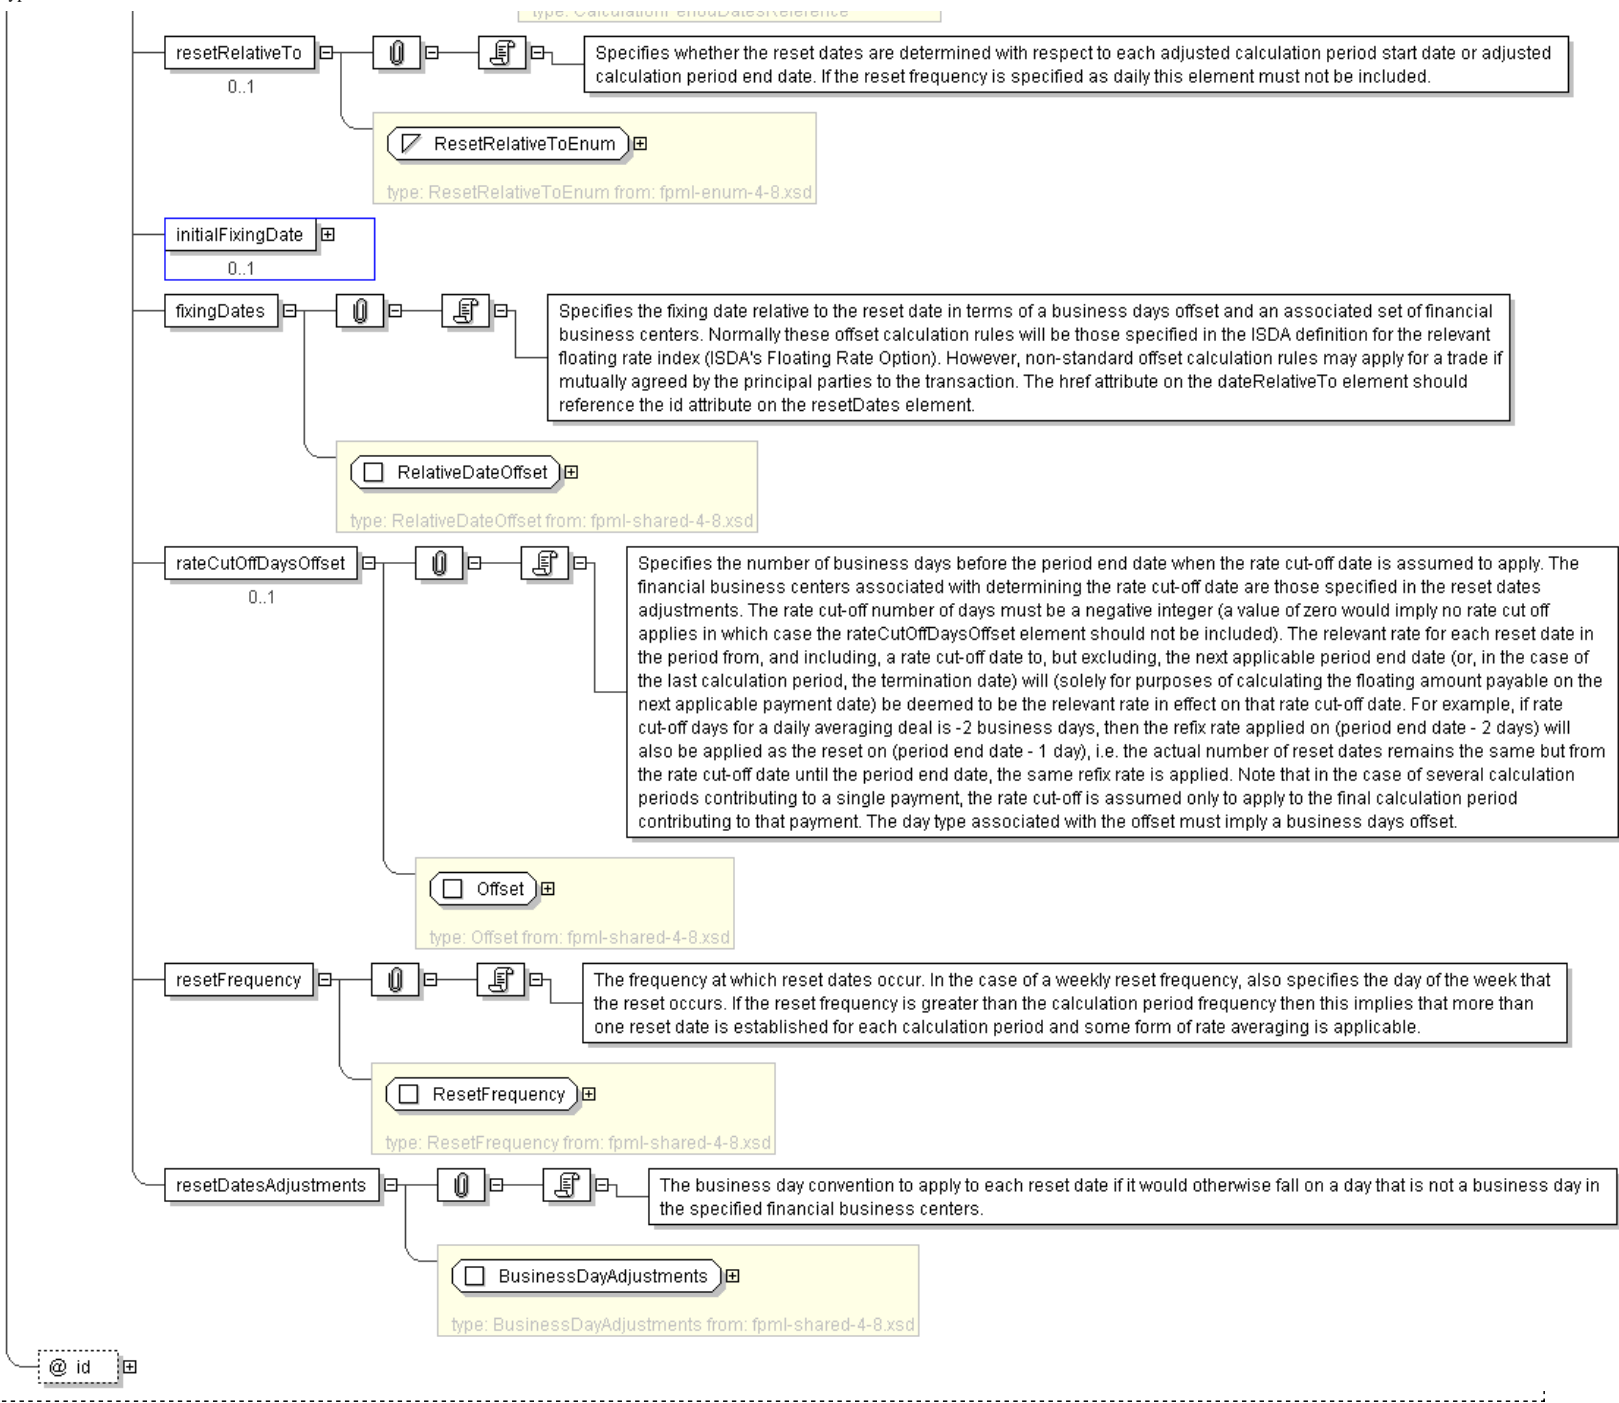 type: CalculationPeriodDatesReference
resetRelativeTo
0..1
Specifies whether the reset dates are determined with respect to each adjusted calculation period start date or adjusted
calculation period end date. If the reset frequency is specified as daily this element must not be included.
ResetRelativeToEnum
type: ResetRelativeToEnum from: fpml-enum-4-8.xsd
initialFixingDate
0..1
fixingDates
Specifies the fixing date relative to the reset date in terms of a business days offset and an associated set of financial
business centers. Normally these offset calculation rules will be those specified in the ISDA definition for the relevant
floating rate index (ISDA's Floating Rate Option). However, non-standard offset calculation rules may apply for a trade if
mutually agreed by the principal parties to the transaction. The href attribute on the dateRelativeTo element should
reference the id attribute on the resetDates element.
RelativeDateOffset
type: RelativeDateOffset from: fpml-shared-4-8.xsd
rateCutOffDaysOffset
0..1
Specifies the number of business days before the period end date when the rate cut-off date is assumed to apply. The
financial business centers associated with determining the rate cut-off date are those specified in the reset dates
adjustments. The rate cut-off number of days must be a negative integer (a value of zero would imply no rate cut off
applies in which case the rateCutOffDaysOffset element should not be included). The relevant rate for each reset date in
the period from, and including, a rate cut-off date to, but excluding, the next applicable period end date (or, in the case of
the last calculation period, the termination date) will (solely for purposes of calculating the floating amount payable on the
next applicable payment date) be deemed to be the relevant rate in effect on that rate cut-off date. For example, if rate
cut-off days for a daily averaging deal is -2 business days, then the refix rate applied on (period end date - 2 days) will
also be applied as the reset on (period end date - 1 day), i.e. the actual number of reset dates remains the same but from
the rate cut-off date until the period end date, the same refix rate is applied. Note that in the case of several calculation
periods contributing to a single payment, the rate cut-off is assumed only to apply to the final calculation period
contributing to that payment. The day type associated with the offset must imply a business days offset.
Offset
type: Offset from: fpml-shared-4-8.xsd
resetFrequency
The frequency at which reset dates occur. In the case of a weekly reset frequency, also specifies the day of the week that
the reset occurs. If the reset frequency is greater than the calculation period frequency then this implies that more than
one reset date is established for each calculation period and some form of rate averaging is applicable.
ResetFrequency
type: ResetFrequency from: fpml-shared-4-8.xsd
resetDatesAdjustments
The business day convention to apply to each reset date if it would otherwise fall on a day that is not a business day in
the specified financial business centers.
BusinessDayAdjustments
type: BusinessDayAdjustments from: fpml-shared-4-8.xsd
@ id